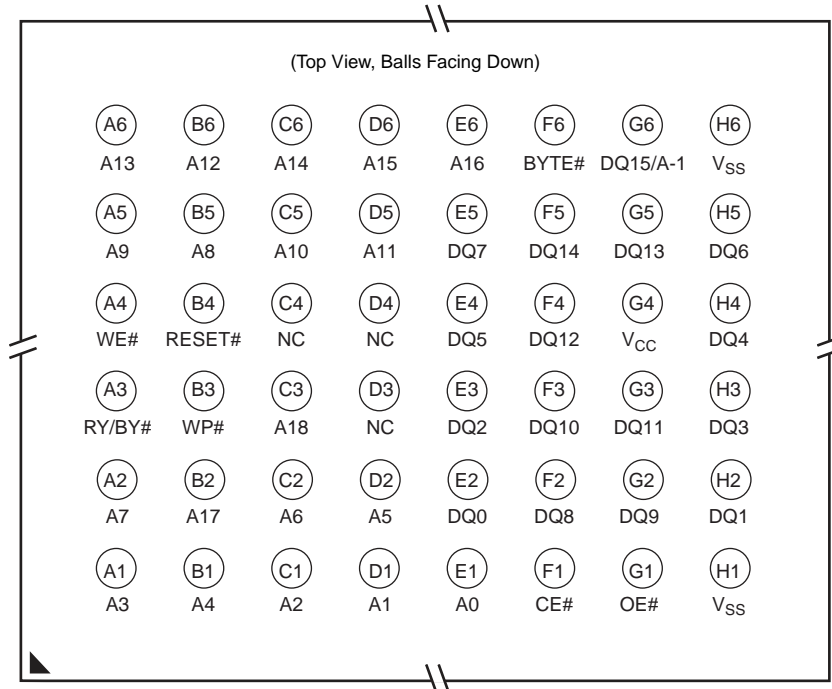 (Top View, Balls Facing Down)
A6 B6 C6 D6 E6 F6 G6 H6
A13 A12 A14 A15 A16 BYTE# DQ15/A-1 VSS
A5 B5 C5 D5 E5 F5 G5 H5
A9 A8 A10 A11 DQ7 DQ14 DQ13 DQ6
A4 B4 C4 D4 E4 F4 G4 H4
WE# RESET# NC NC DQ5 DQ12 VCC DQ4
A3 B3 C3 D3 E3 F3 G3 H3
RY/BY# WP# A18 NC DQ2 DQ10 DQ11 DQ3
A2 B2 C2 D2 E2 F2 G2 H2
A7 A17 A6 A5 DQ0 DQ8 DQ9 DQ1
A1 B1 C1 D1 E1 F1 G1 H1
A3 A4 A2 A1 A0 CE# OE# VSS